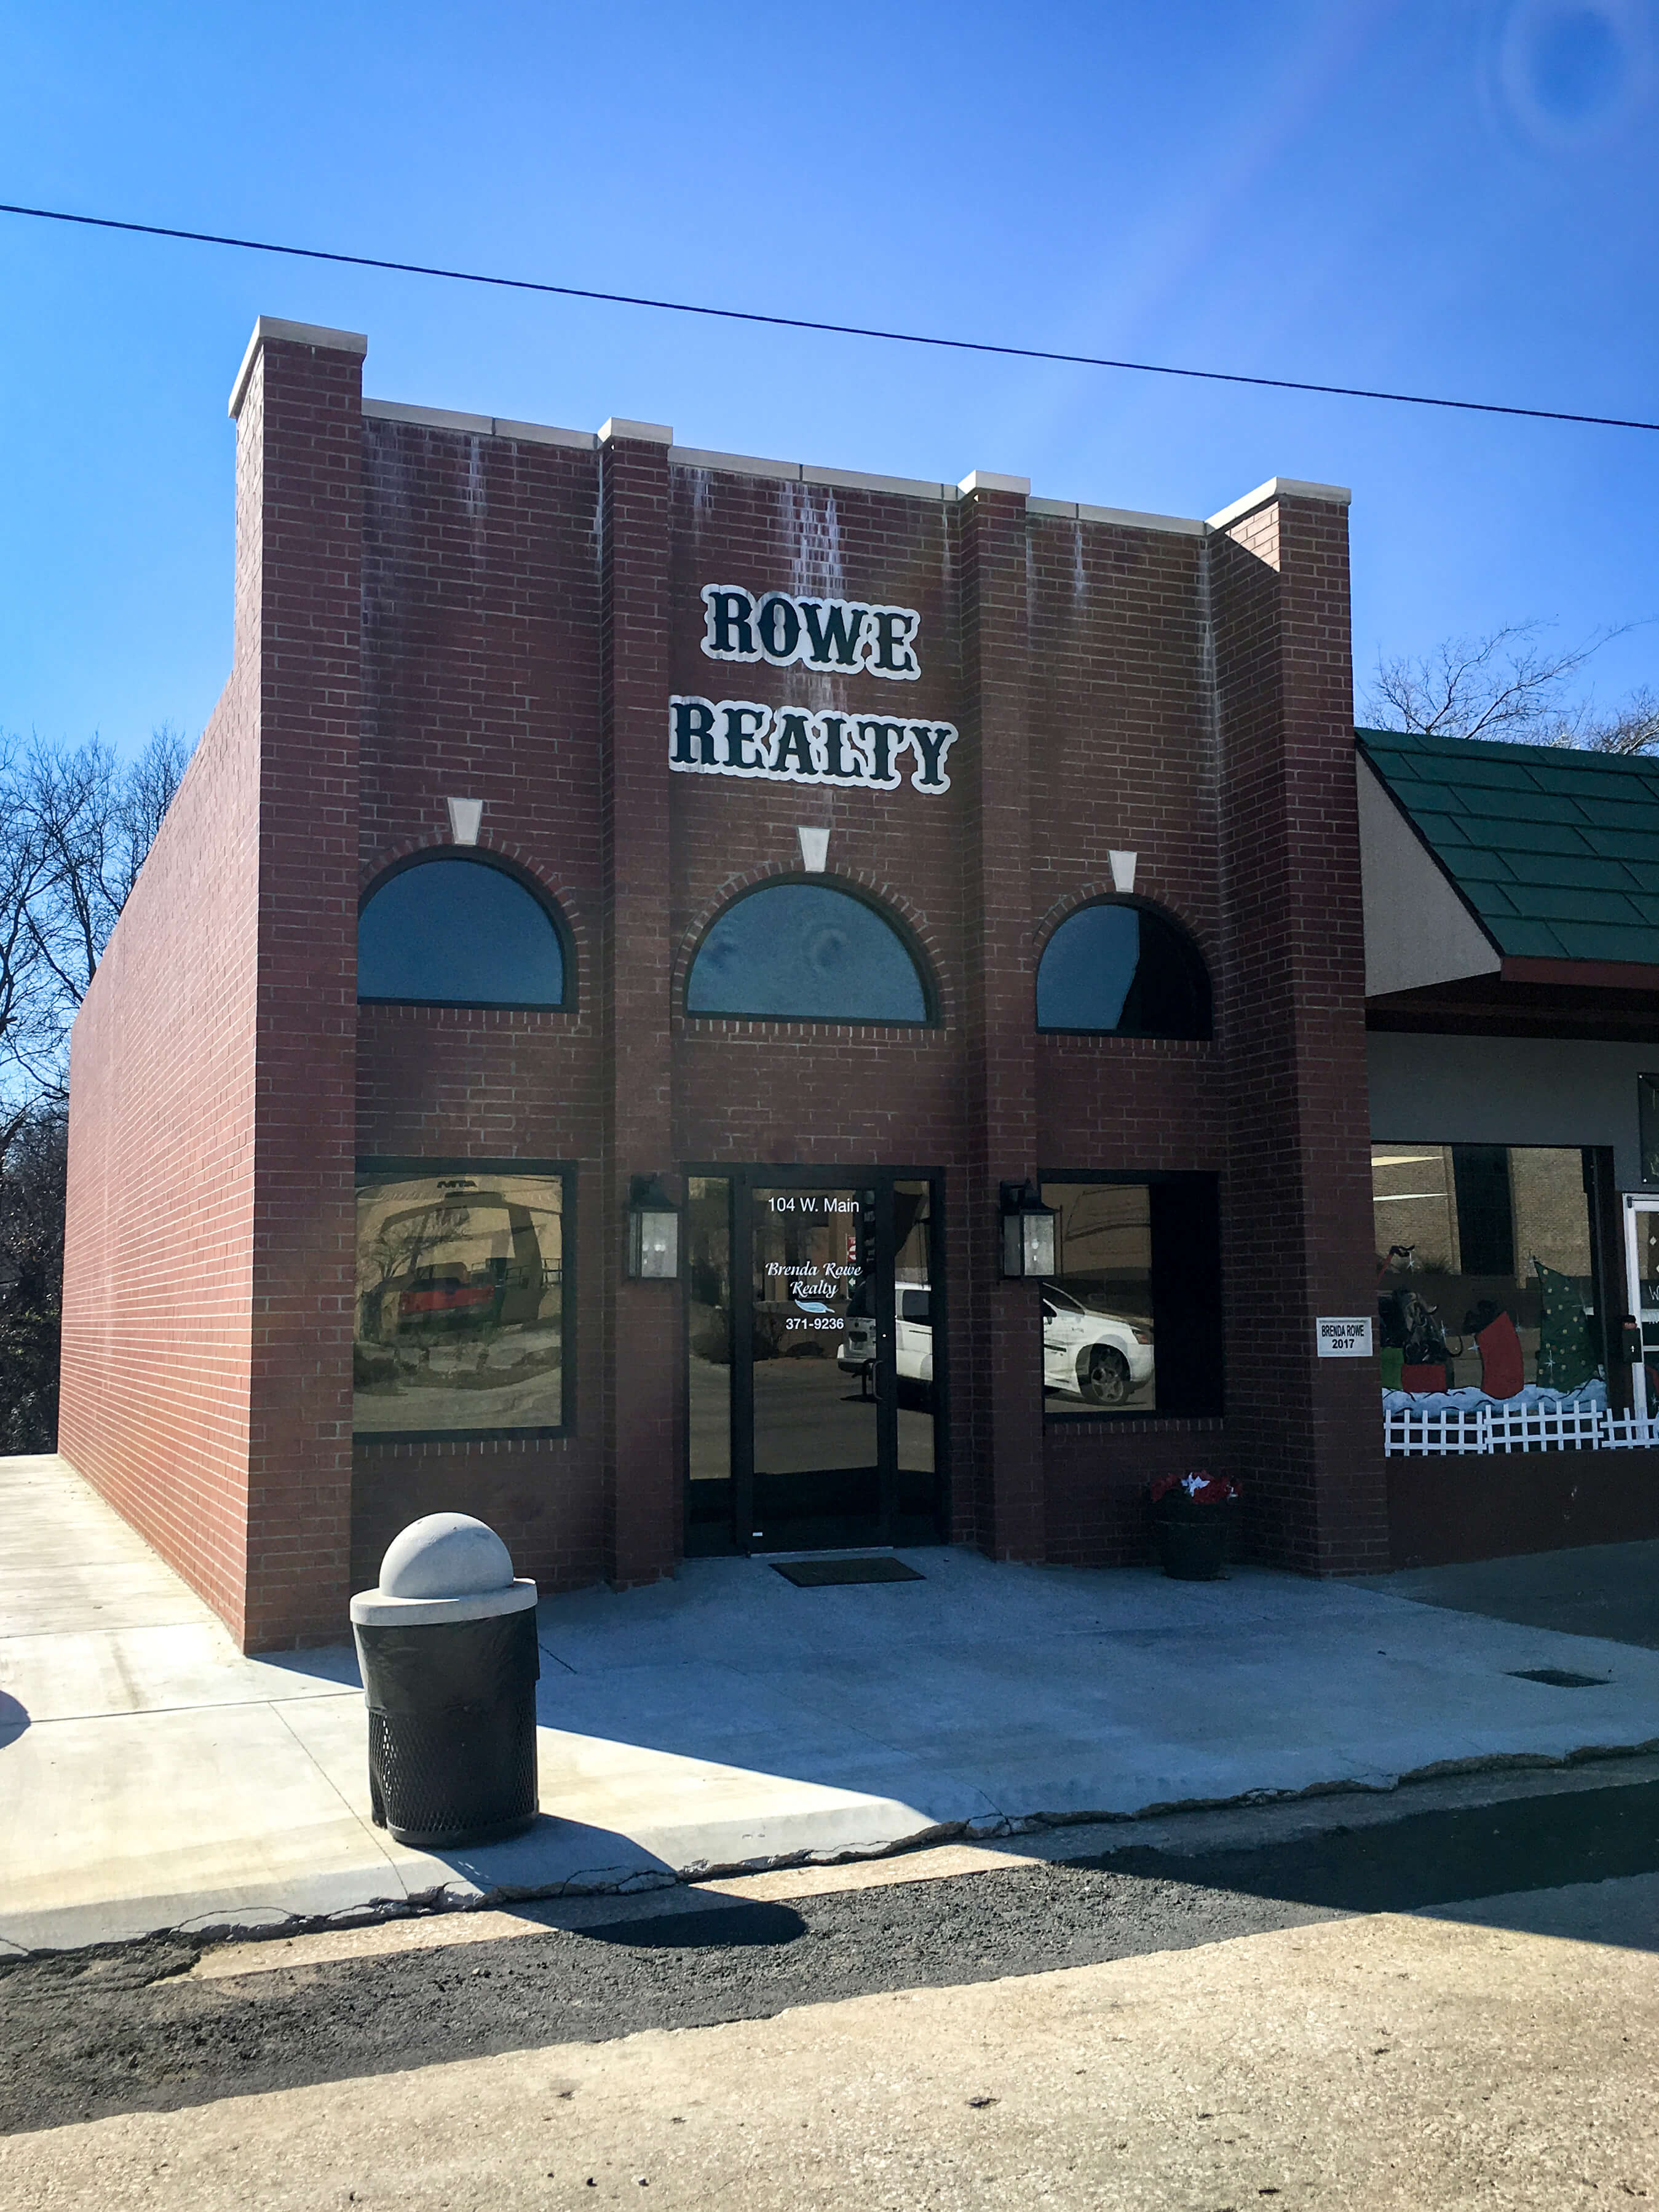 ROWE
REALTY
104 W. Main
Brenda Rowe
Realty
371-9236
BRENDA ROWE
2017